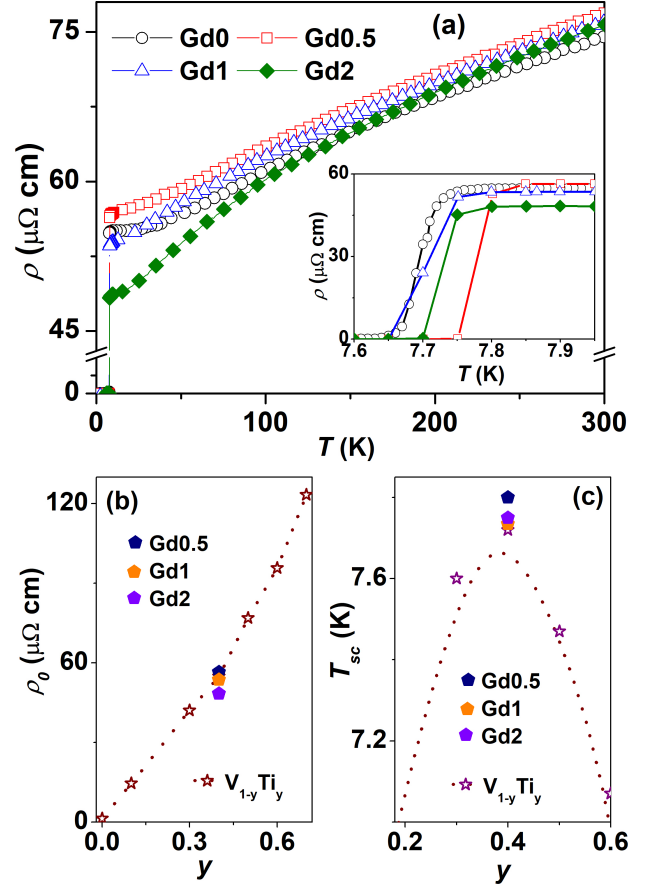 (a)
Gd0
Gd0.5
Gd1
Gd2
75
60
45
0
ρ (μΩ cm)
0
100
200
300
T (K)
60
30
0
ρ (μΩ cm)
7.6
7.7
7.8
7.9
T (K)
(b)
120
60
0
ρ0 (μΩ cm)
Gd0.5
Gd1
Gd2
V1-yTiy
0.0
0.3
0.6
y
(c)
7.6
7.2
Tsc (K)
Gd0.5
Gd1
Gd2
V1-yTiy
0.2
0.4
0.6
y